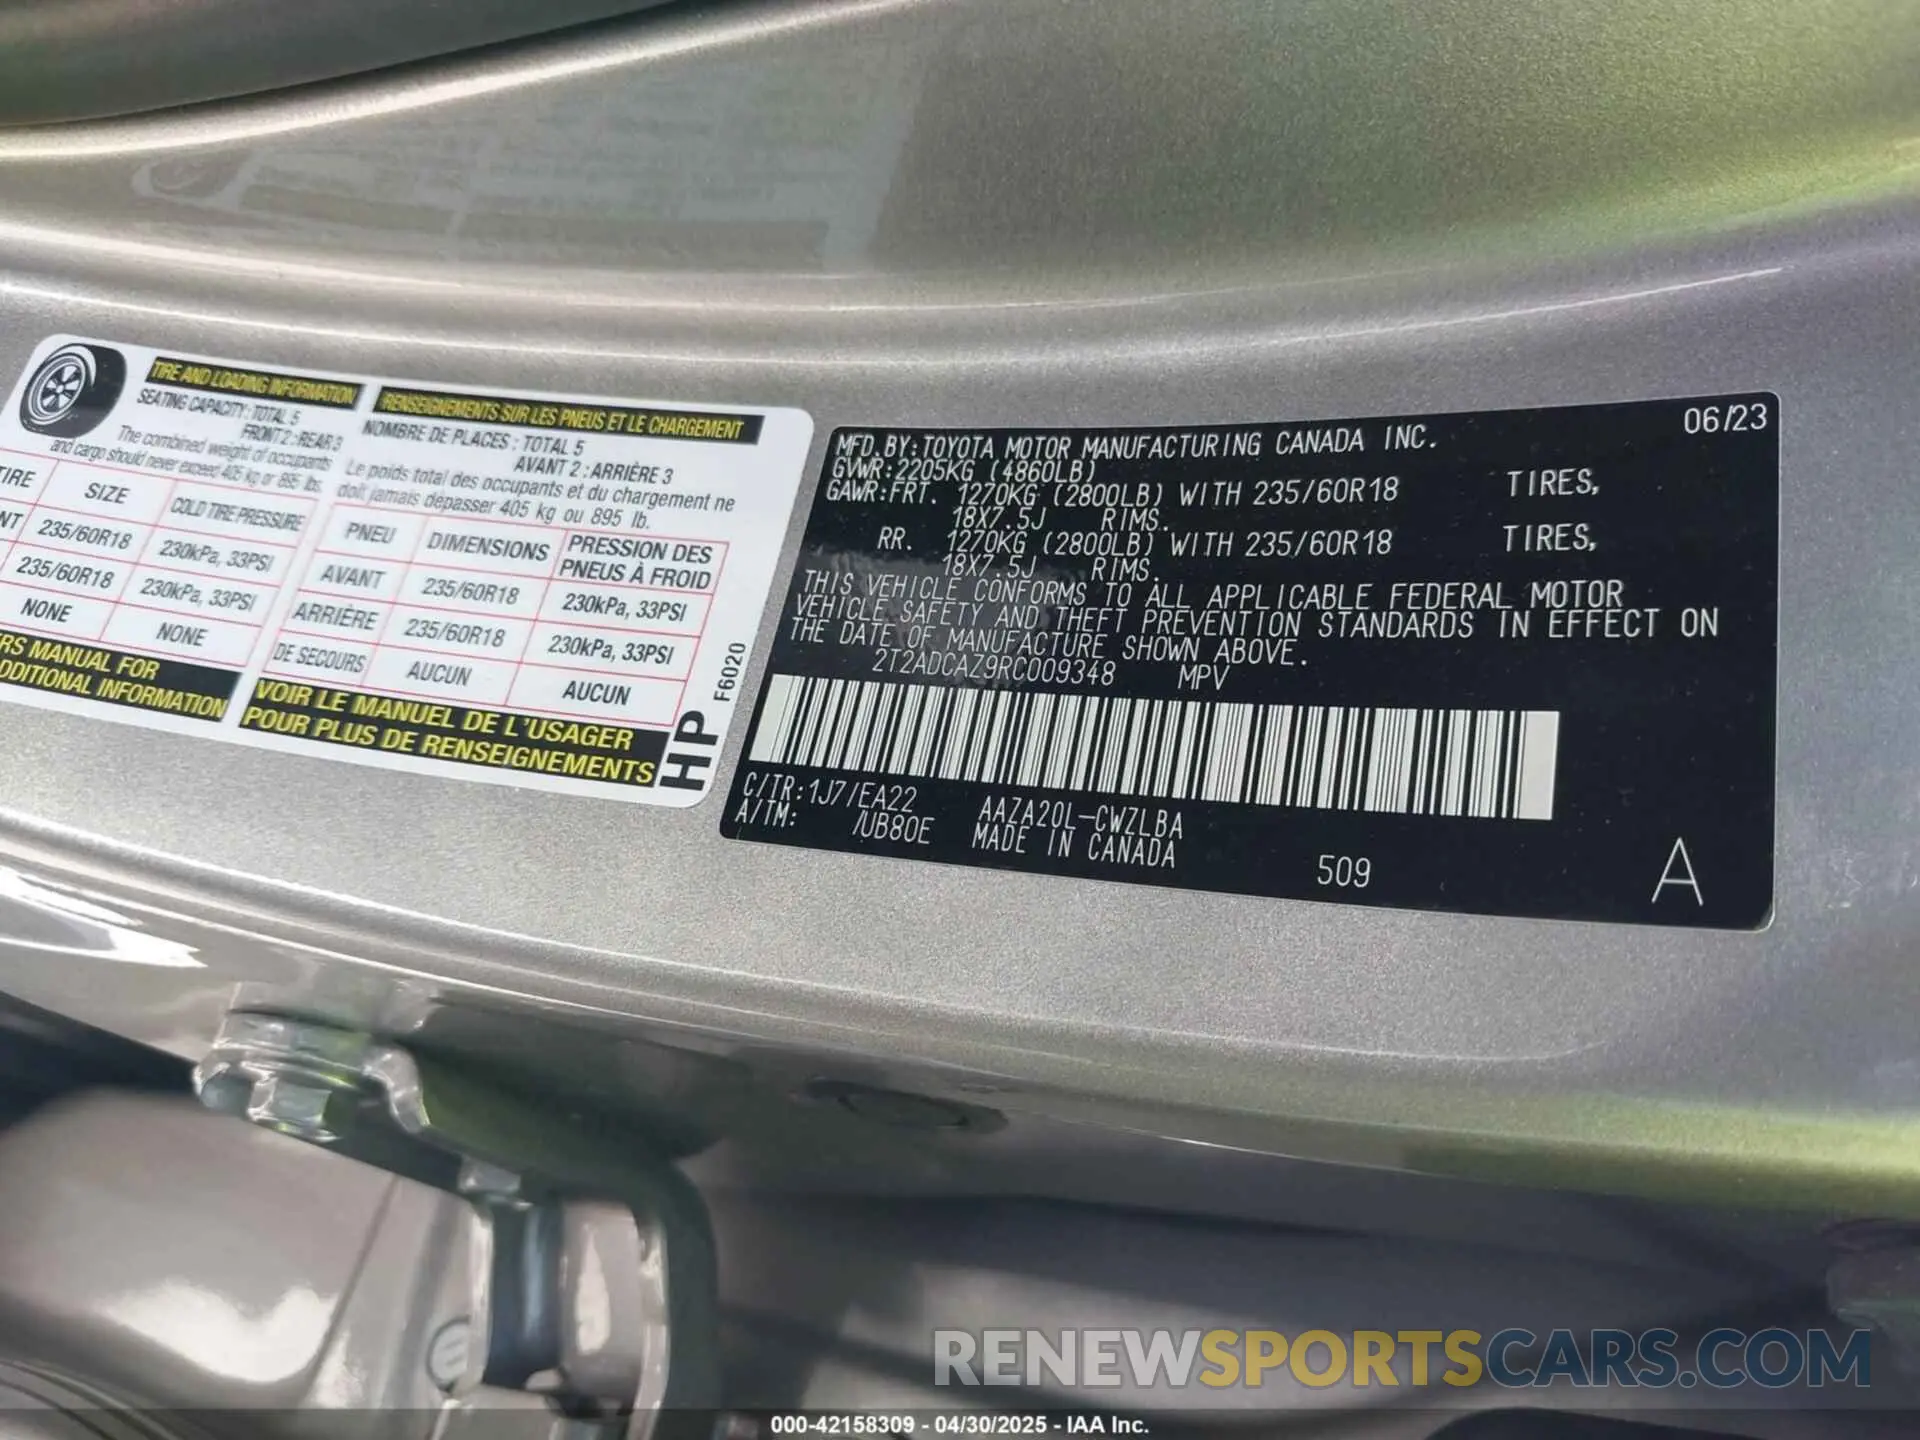 TIRE AND LOADING INFORMATION
SEATING CAPACITY: TOTAL 5
FRONT 2: REAR 3
The combined weight of occupants
and cargo should never exceed 405 kg or 895 lbs.
TIRE SIZE COLD TIRE PRESSURE
NT 235/60R18 230kPa, 33PSI
235/60R18 230kPa, 33PSI
NONE NONE
ERS MANUAL FOR
DDITIONAL INFORMATION
RENSEIGNEMENTS SUR LES PNEUS ET LE CHARGEMENT
NOMBRE DE PLACES : TOTAL 5
AVANT 2 : ARRIÈRE 3
Le poids total des occupants et du chargement ne
doit jamais dépasser 405 kg ou 895 lb.
PNEU DIMENSIONS PRESSION DES
PNEUS À FROID
AVANT 235/60R18 230kPa, 33PSI
ARRIÈRE 235/60R18 230kPa, 33PSI
DE SECOURS AUCUN AUCUN
VOIR LE MANUEL DE L'USAGER
POUR PLUS DE RENSEIGNEMENTS
HP
F6020
06/23
MFD.BY:TOYOTA MOTOR MANUFACTURING CANADA INC.
GVWR:2205KG (4860LB)
GAWR:FRT. 1270KG (2800LB) WITH 235/60R18 TIRES,
18X7.5J RIMS.
RR. 1270KG (2800LB) WITH 235/60R18 TIRES,
18X7.5J RIMS.
THIS VEHICLE CONFORMS TO ALL APPLICABLE FEDERAL MOTOR
VEHICLE SAFETY AND THEFT PREVENTION STANDARDS IN EFFECT ON
THE DATE OF MANUFACTURE SHOWN ABOVE.
2T2ADCAZ9RC009348 MPV
C/TR:1J7/EA22 AAZA20L-CWZLBA
A/TM: /UB80E MADE IN CANADA
509 A
RENEWSPORTSCARS.COM
000-42158309 - 04/30/2025 - IAA Inc.